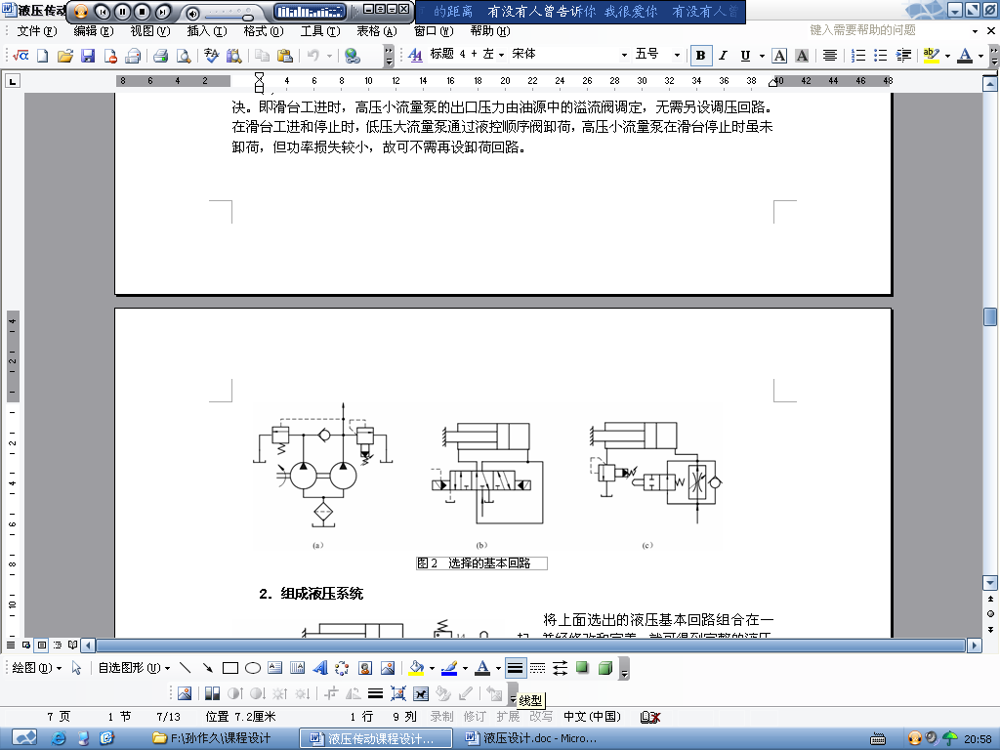 液压传动
的距离 有没有人曾告诉你 我很爱你 有没有人曾
文件(F) 编辑(E) 视图(V) 插入(I) 格式(O) 工具(T) 表格(A) 窗口(W) 帮助(H)
键入需要帮助的问题
标题 4 + 左 宋体 五号 B I U A A
8 6 4 2 2 4 6 8 10 12 14 16 18 20 22 24 26 28 30 32 34 36 38 40 42 44 46 48
决。即滑台工进时，高压小流量泵的出口压力由油源中的溢流阀调定，无需另设调压回路。
在滑台工进和停止时，低压大流量泵通过液控顺序阀卸荷，高压小流量泵在滑台停止时虽未
卸荷，但功率损失较小，故可不需再设卸荷回路。
(a) (b) (c)
图2 选择的基本回路
2. 组成液压系统
将上面选出的液压基本回路组合在一
起，并经修改和完善，就可得到完整的液压
绘图(D) 自选图形(U)
线型
7 页 1 节 7/13 位置 7.2厘米 1 行 9 列 录制 修订 扩展 改写 中文(中国)
F:\孙作久\课程设计 液压传动课程设计... 液压设计.doc - Micro... 20:58